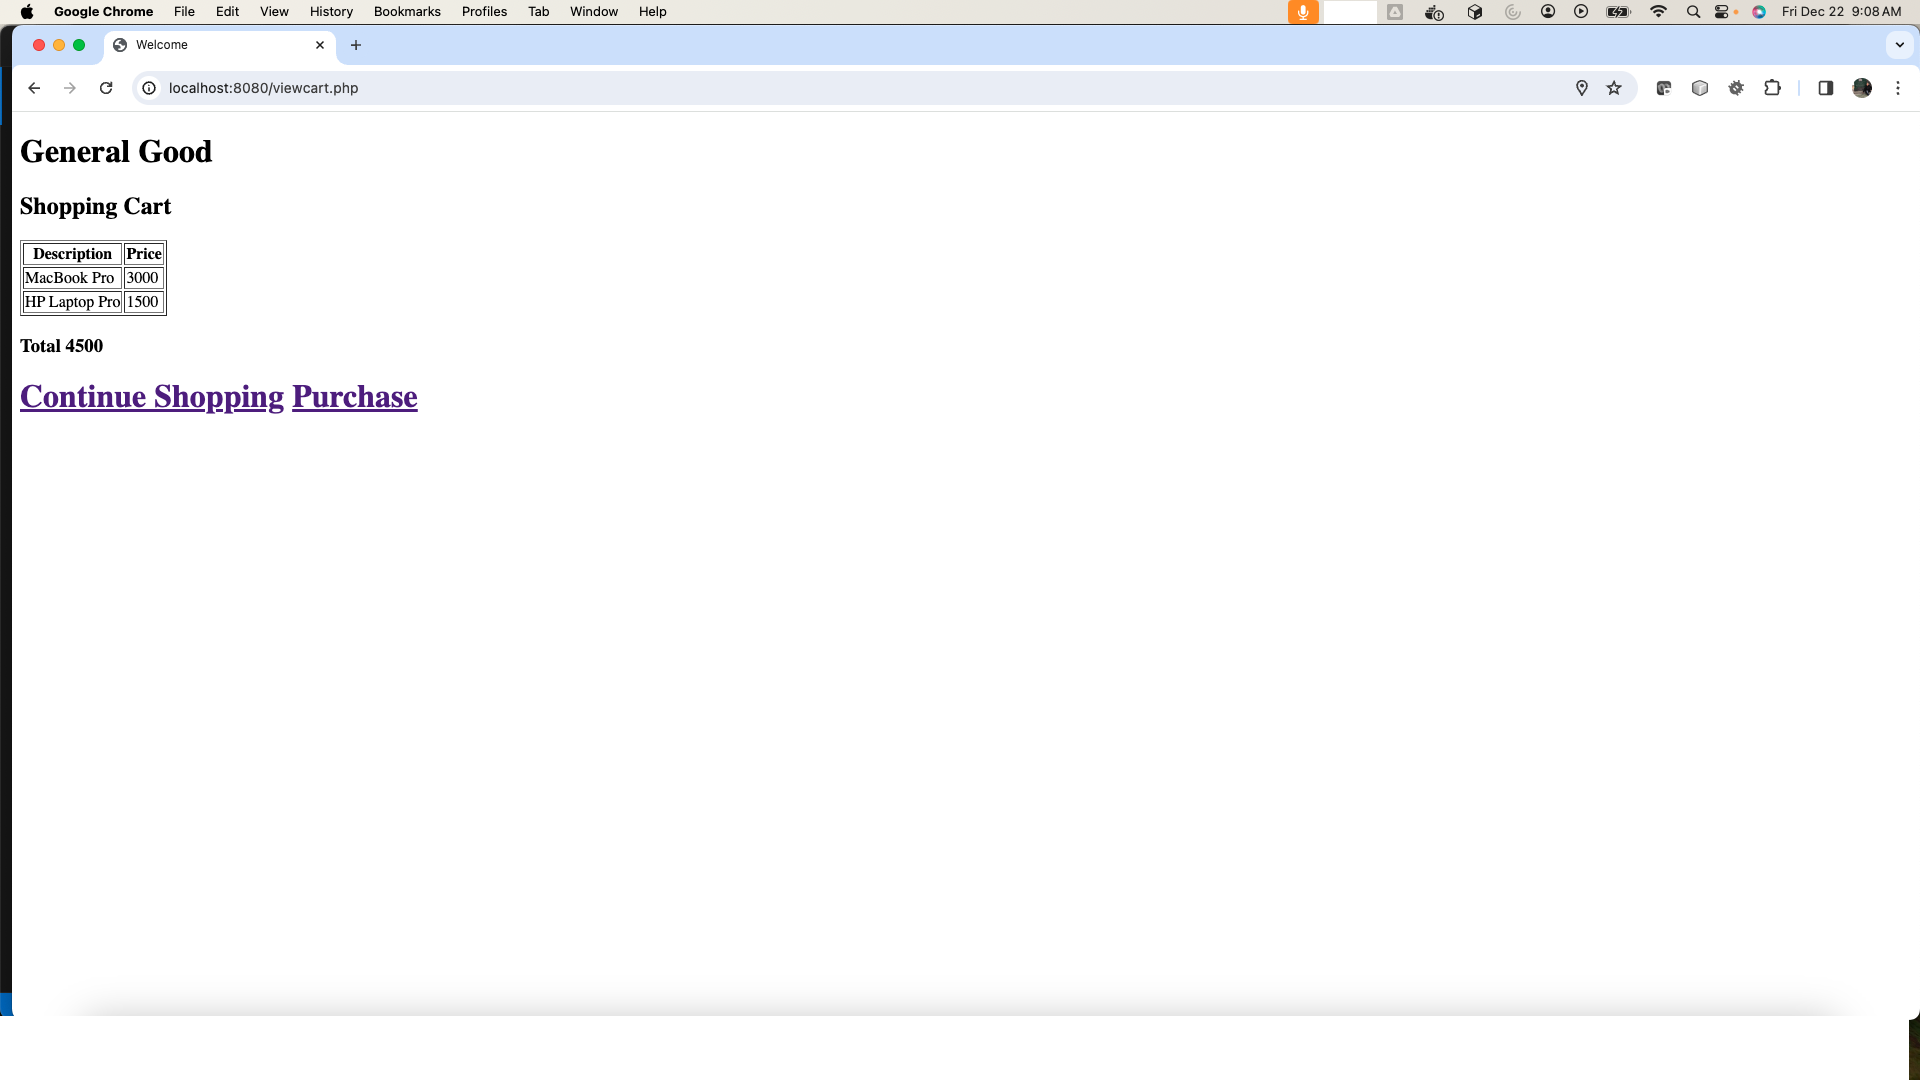 Google Chrome File Edit View History Bookmarks Profiles Tab Window Help Fri Dec 22 9:08 AM
Welcome
localhost:8080/viewcart.php
General Good
Shopping Cart
Description Price
MacBook Pro 3000
HP Laptop Pro 1500
Total 4500
Continue Shopping Purchase